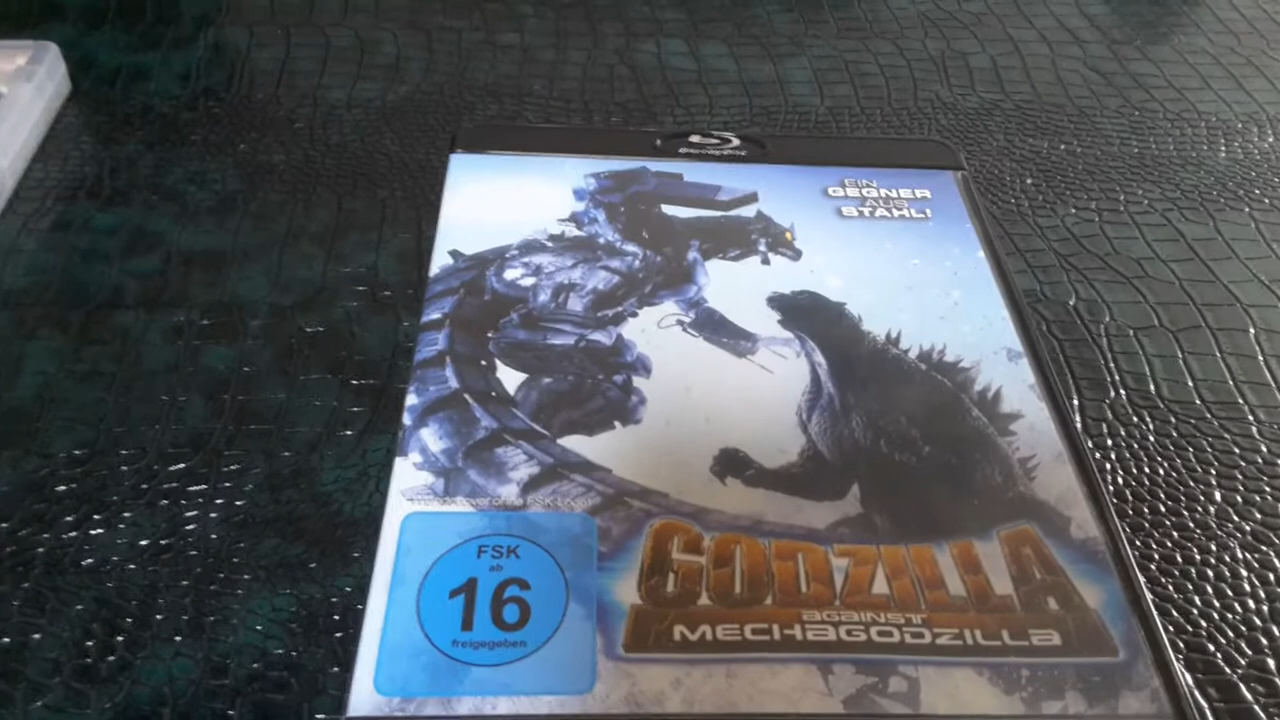 EIN
GEGNER
AUS
STAHL!
FSK
ab
16
freigegeben
GODZILLA
AGAINST
MECHAGODZILLA